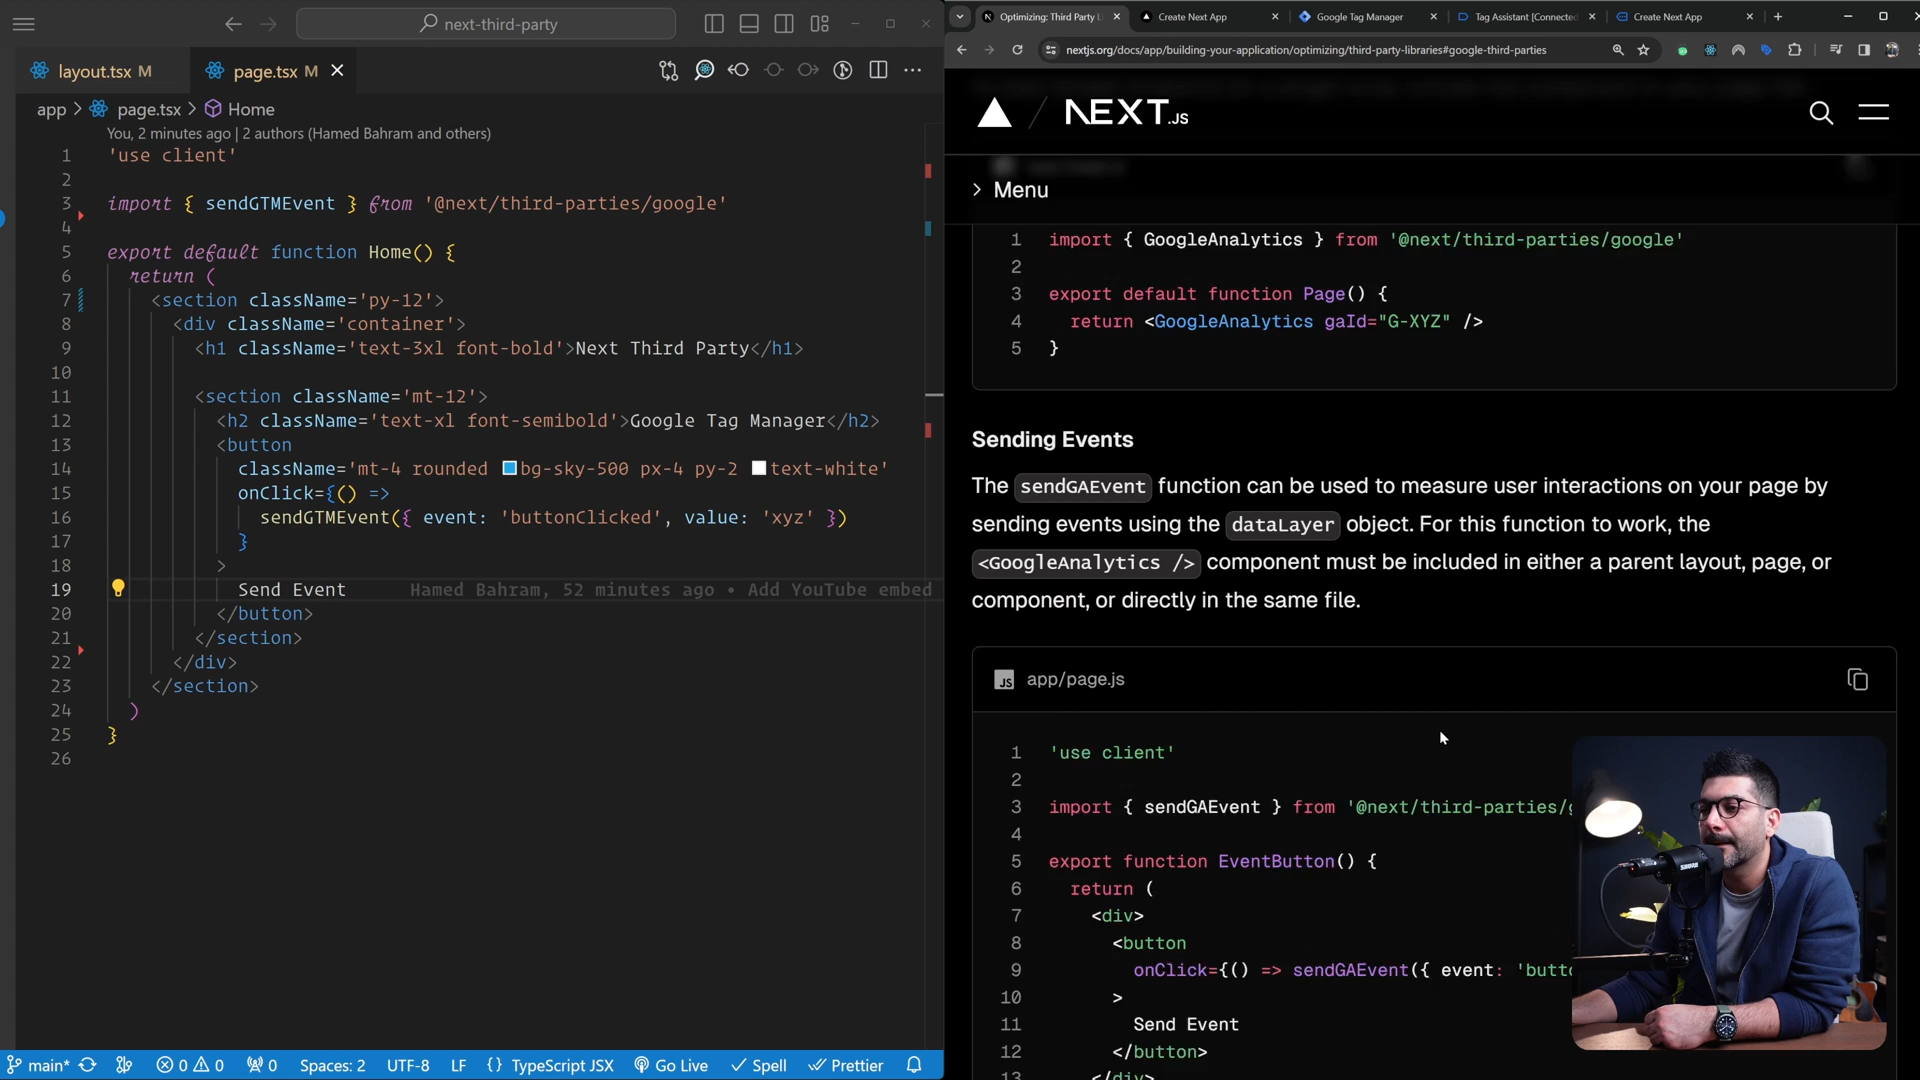 next-third-party
layout.tsx M
page.tsx M
app > page.tsx > Home
You, 2 minutes ago | 2 authors (Hamed Bahram and others)
1 'use client'
2
3 import { sendGTMEvent } from '@next/third-parties/google'
4
5 export default function Home() {
6 return (
7 <section className='py-12'>
8 <div className='container'>
9 <h1 className='text-3xl font-bold'>Next Third Party</h1>
10
11 <section className='mt-12'>
12 <h2 className='text-xl font-semibold'>Google Tag Manager</h2>
13 <button
14 className='mt-4 rounded bg-sky-500 px-4 py-2 text-white'
15 onClick={() =>
16 sendGTMEvent({ event: 'buttonClicked', value: 'xyz' })
17 }
18 >
19 Send Event Hamed Bahram, 52 minutes ago • Add YouTube embed
20 </button>
21 </section>
22 </div>
23 </section>
24 )
25 }
26
main* 0 0 0 Spaces: 2 UTF-8 LF {} TypeScript JSX Go Live Spell Prettier
Optimizing: Third Party L
Create Next App
Google Tag Manager
Tag Assistant [Connected
Create Next App
nextjs.org/docs/app/building-your-application/optimizing/third-party-libraries#google-third-parties
NEXT.JS
Menu
1 import { GoogleAnalytics } from '@next/third-parties/google'
2
3 export default function Page() {
4 return <GoogleAnalytics gaId="G-XYZ" />
5 }
Sending Events
The sendGAEvent function can be used to measure user interactions on your page by
sending events using the dataLayer object. For this function to work, the
<GoogleAnalytics /> component must be included in either a parent layout, page, or
component, or directly in the same file.
JS app/page.js
1 'use client'
2
3 import { sendGAEvent } from '@next/third-parties/g
4
5 export function EventButton() {
6 return (
7 <div>
8 <button
9 onClick={() => sendGAEvent({ event: 'butto
10 >
11 Send Event
12 </button>
13 </div>
SHURE